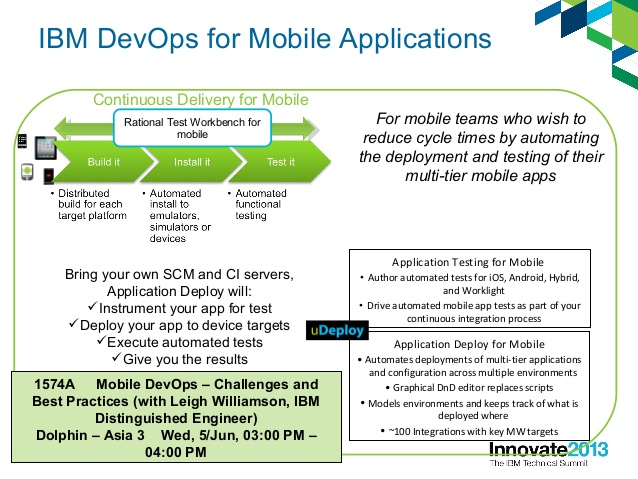 IBM DevOps for Mobile Applications
Continuous Delivery for Mobile
Rational Test Workbench for
mobile
Build it
Install it
Test it
• Distributed
build for each
target platform
• Automated
install to
emulators,
simulators or
devices
• Automated
functional
testing
For mobile teams who wish to
reduce cycle times by automating
the deployment and testing of their
multi-tier mobile apps
Bring your own SCM and CI servers,
Application Deploy will:
✓Instrument your app for test
✓Deploy your app to device targets
✓Execute automated tests
✓Give you the results
uDeploy
Application Testing for Mobile
• Author automated tests for iOS, Android, Hybrid,
and Worklight
• Drive automated mobile app tests as part of your
continuous integration process
Application Deploy for Mobile
• Automates deployments of multi-tier applications
and configuration across multiple environments
• Graphical DnD editor replaces scripts
• Models environments and keeps track of what is
deployed where
• ~100 Integrations with key MW targets
1574A Mobile DevOps – Challenges and
Best Practices (with Leigh Williamson, IBM
Distinguished Engineer)
Dolphin – Asia 3 Wed, 5/Jun, 03:00 PM –
04:00 PM
Innovate2013
The IBM Technical Summit